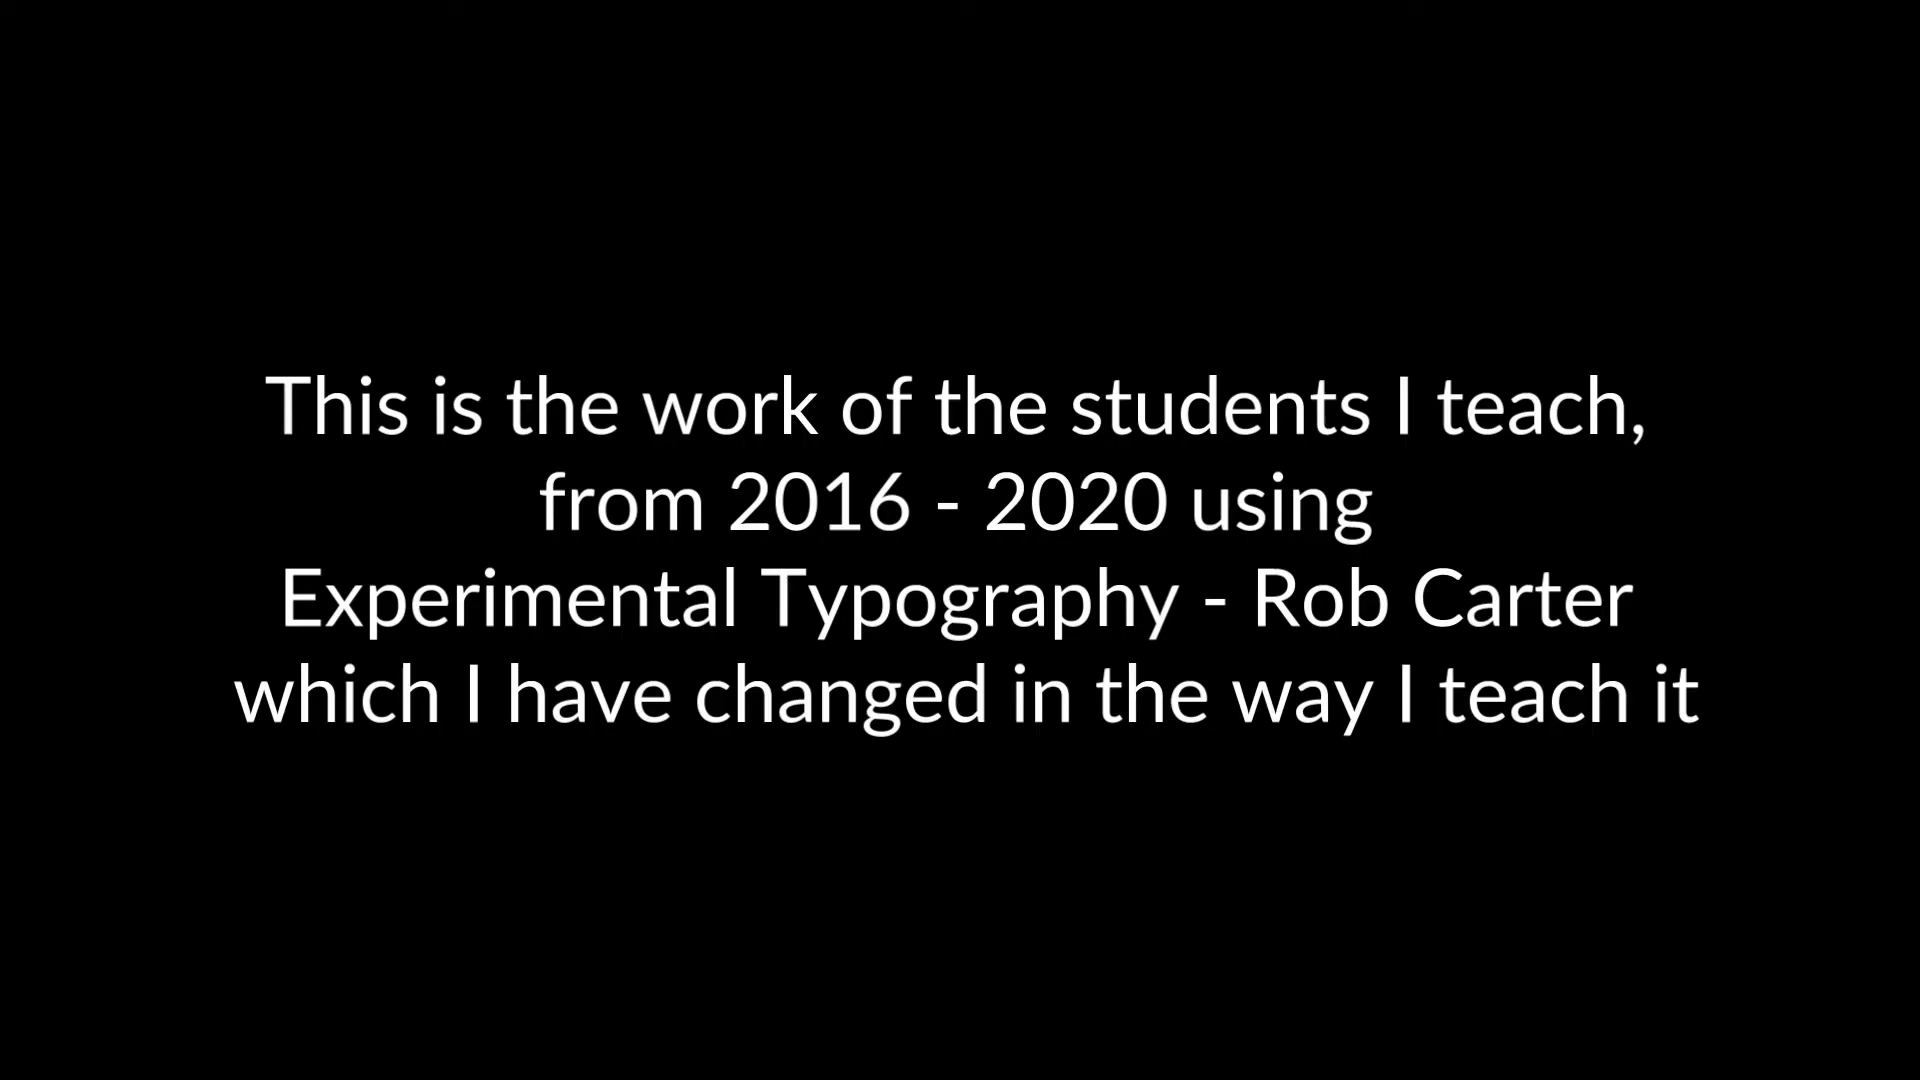 This is the work of the students I teach,
from 2016 - 2020 using
Experimental Typography - Rob Carter
which I have changed in the way I teach it